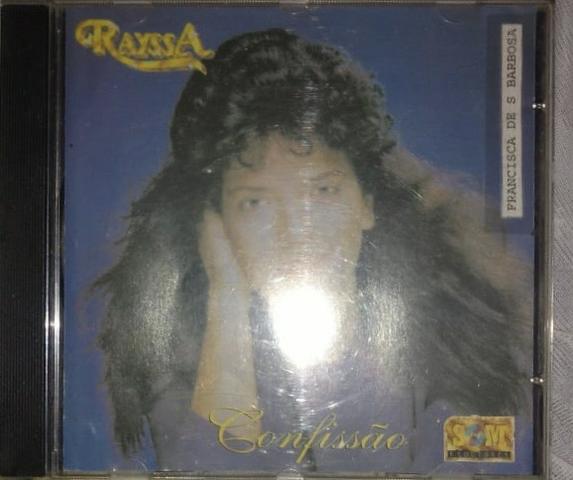 RAYSSA
FRANCISCA DE S BARBOSA
Confissão
SOM